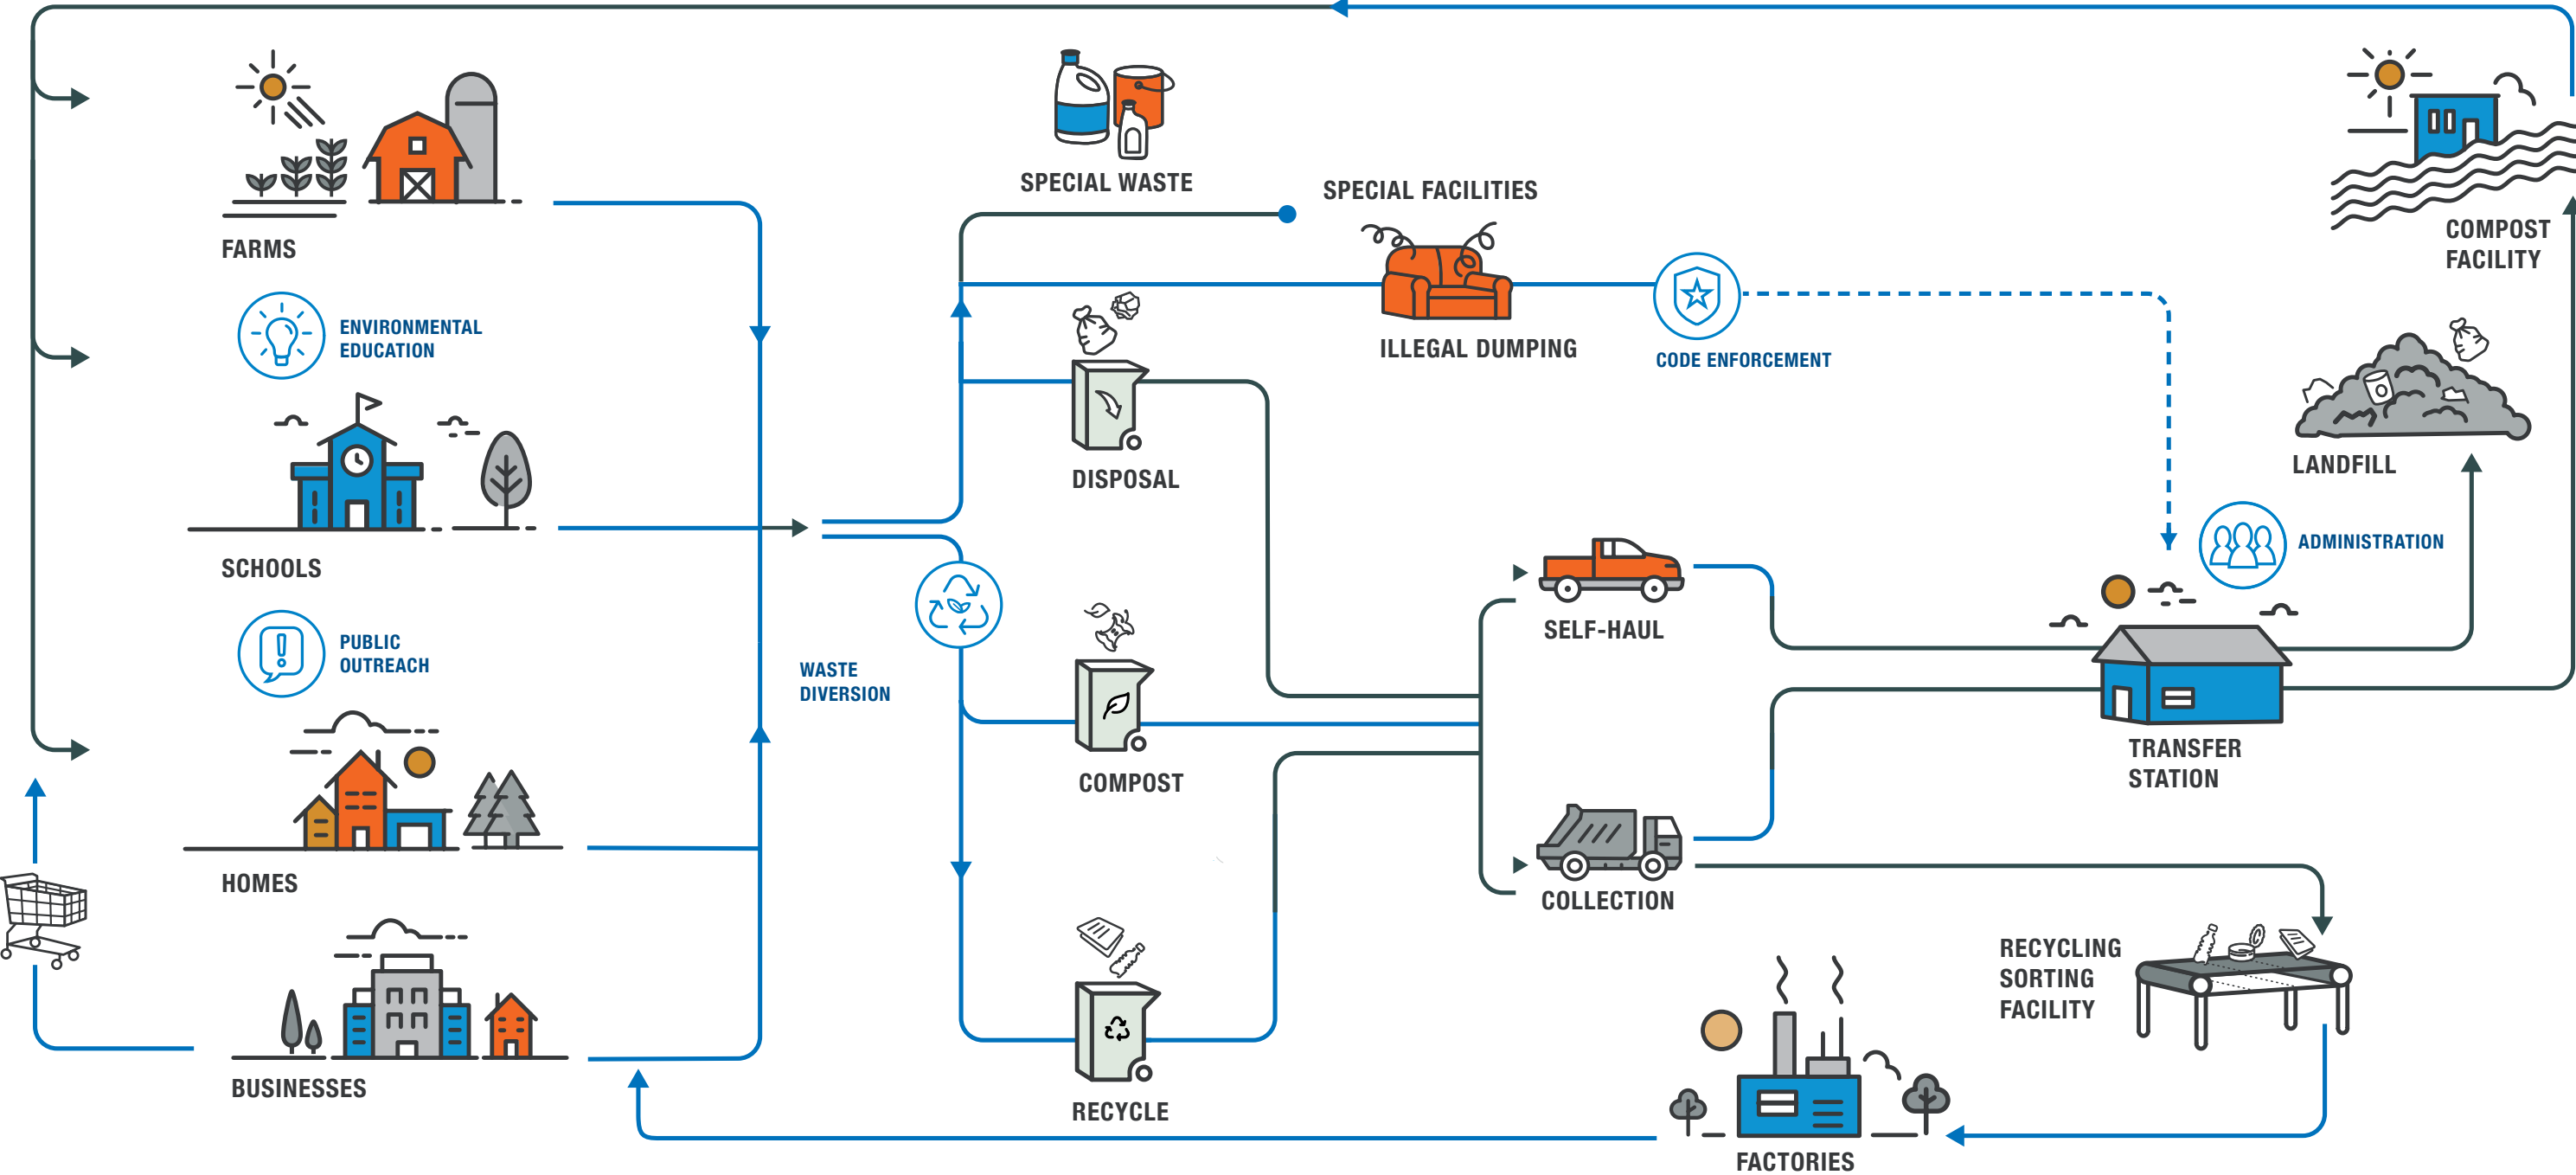 FARMS
ENVIRONMENTAL
EDUCATION
SCHOOLS
PUBLIC
OUTREACH
HOMES
BUSINESSES
WASTE
DIVERSION
SPECIAL WASTE
SPECIAL FACILITIES
ILLEGAL DUMPING
CODE ENFORCEMENT
DISPOSAL
COMPOST
RECYCLE
SELF-HAUL
COLLECTION
COMPOST
FACILITY
LANDFILL
ADMINISTRATION
TRANSFER
STATION
RECYCLING
SORTING
FACILITY
FACTORIES